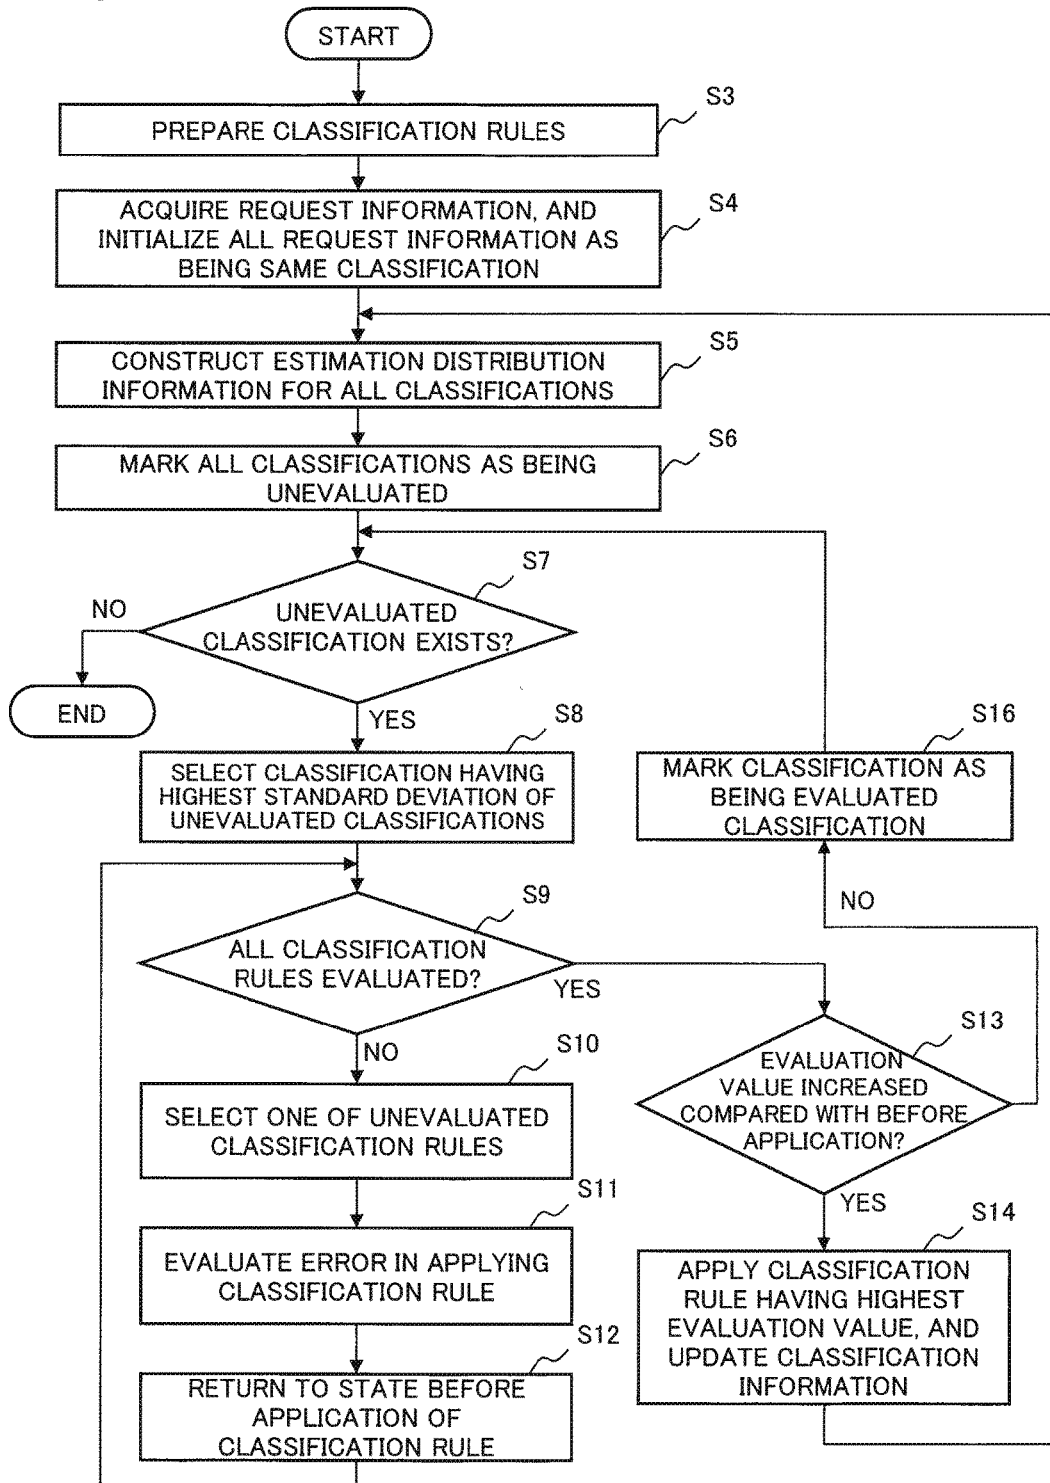 START
S3
PREPARE CLASSIFICATION RULES
S4
ACQUIRE REQUEST INFORMATION, AND
INITIALIZE ALL REQUEST INFORMATION AS
BEING SAME CLASSIFICATION
S5
CONSTRUCT ESTIMATION DISTRIBUTION
INFORMATION FOR ALL CLASSIFICATIONS
S6
MARK ALL CLASSIFICATIONS AS BEING
UNEVALUATED
S7
NO
UNEVALUATED
CLASSIFICATION EXISTS?
END
YES
S8
SELECT CLASSIFICATION HAVING
HIGHEST STANDARD DEVIATION OF
UNEVALUATED CLASSIFICATIONS
S16
MARK CLASSIFICATION AS
BEING EVALUATED
CLASSIFICATION
NO
S9
ALL CLASSIFICATION
RULES EVALUATED?
YES
NO
S10
SELECT ONE OF UNEVALUATED
CLASSIFICATION RULES
S13
EVALUATION
VALUE INCREASED
COMPARED WITH BEFORE
APPLICATION?
YES
S11
EVALUATE ERROR IN APPLYING
CLASSIFICATION RULE
S14
APPLY CLASSIFICATION
RULE HAVING HIGHEST
EVALUATION VALUE, AND
UPDATE CLASSIFICATION
INFORMATION
S12
RETURN TO STATE BEFORE
APPLICATION OF
CLASSIFICATION RULE